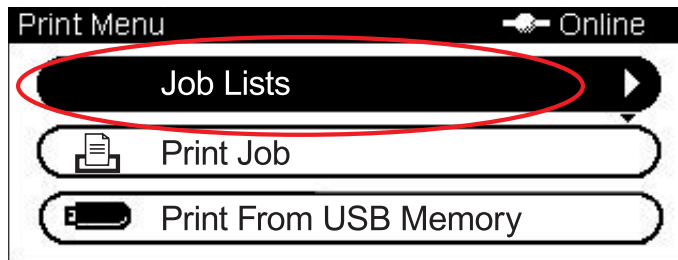 Print Menu Online
Job Lists
Print Job
Print From USB Memory